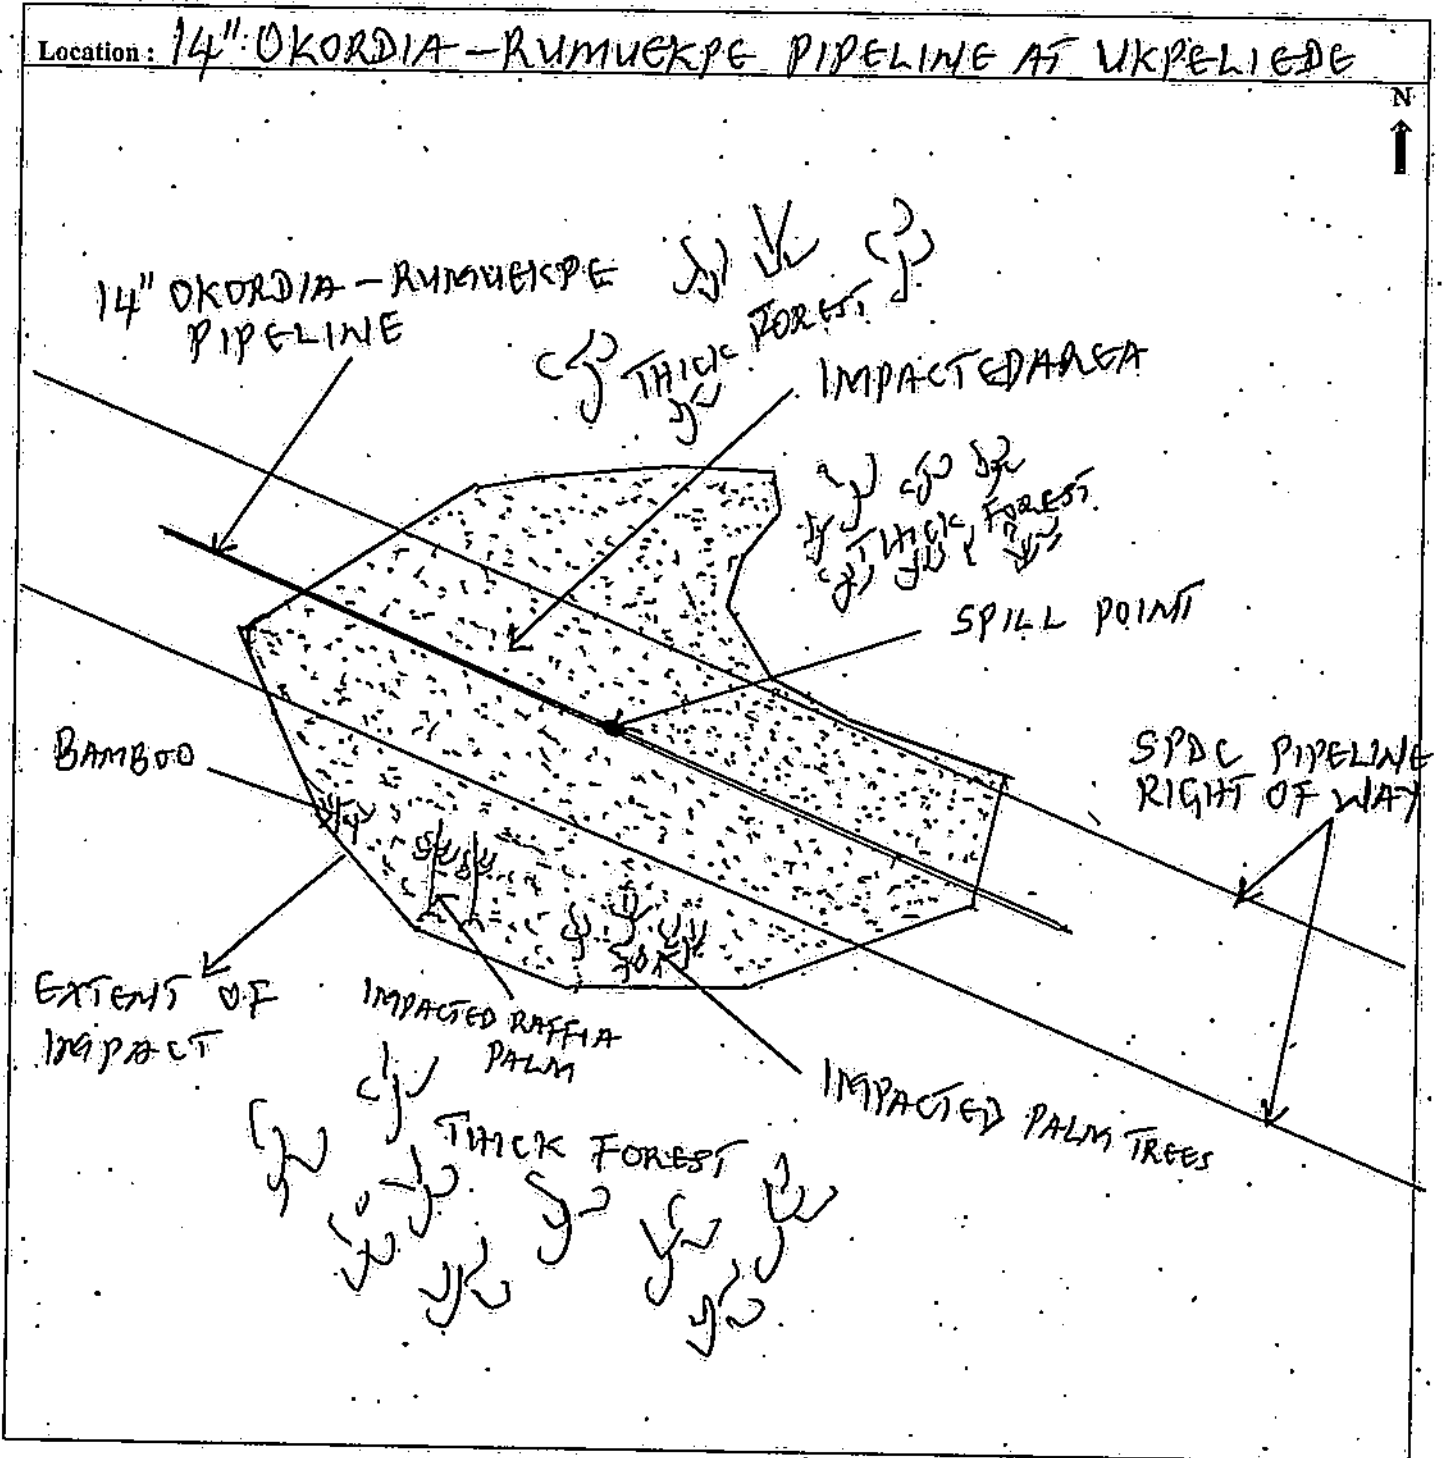 Location : 14" OKORDIA - RUMUEKPE PIPELINE AT UKPELIEDE
N
14" OKORDIA - RUMUEKPE
PIPELINE
THICK FOREST
IMPACTED AREA
THICK FOREST
SPILL POINT
SPDC PIPELINE
RIGHT OF WAY
BAMBOO
EXTENT OF
IMPACT
IMPACTED RAFFIA
PALM
IMPACTED PALM TREES
THICK FOREST